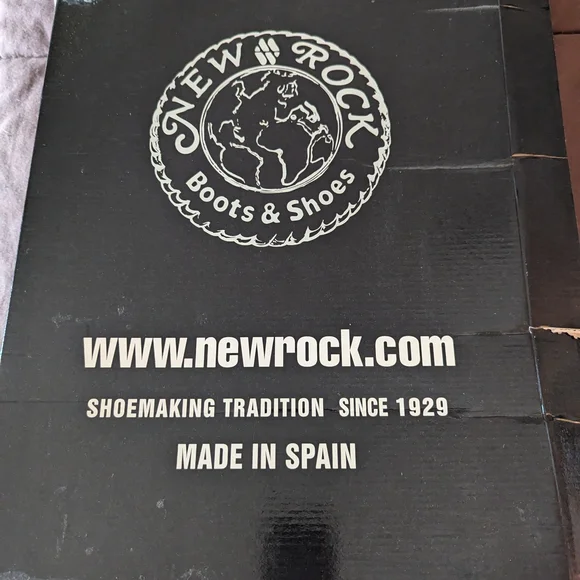 NEW ROCK
Boots & Shoes
www.newrock.com
SHOEMAKING TRADITION SINCE 1929
MADE IN SPAIN